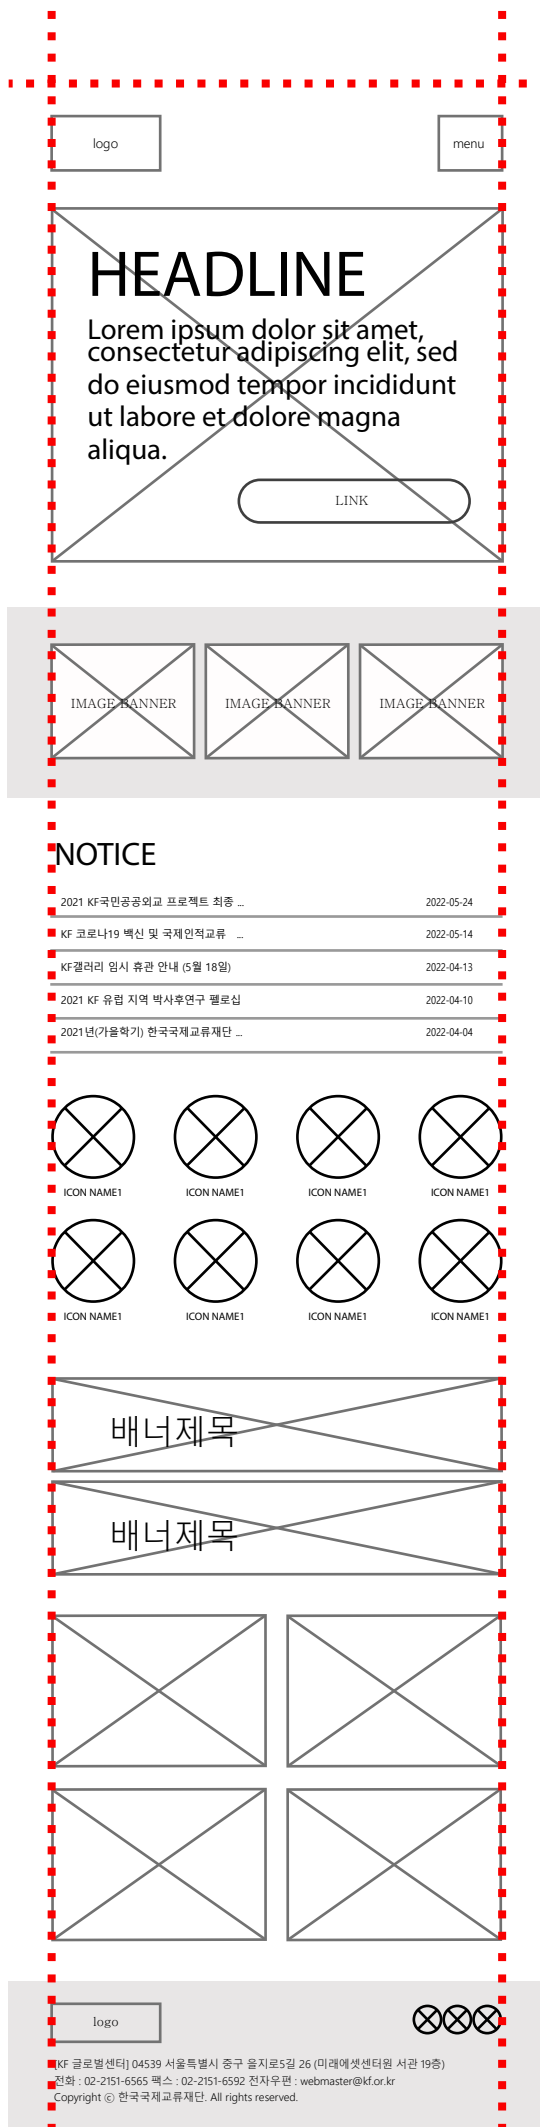 logo
menu
HEADLINE
Lorem ipsum dolor sit amet,
consectetur adipiscing elit, sed
do eiusmod tempor incididunt
ut labore et dolore magna
aliqua.
LINK
IMAGE BANNER IMAGE BANNER IMAGE BANNER
NOTICE
2021 KF국민공공외교 프로젝트 최종 ... 2022-05-24
KF 코로나19 백신 및 국제인적교류 ... 2022-05-14
KF갤러리 임시 휴관 안내 (5월 18일) 2022-04-13
2021 KF 유럽 지역 박사후연구 펠로십 2022-04-10
2021년(가을학기) 한국국제교류재단 ... 2022-04-04
ICON NAME1 ICON NAME1 ICON NAME1 ICON NAME1
ICON NAME1 ICON NAME1 ICON NAME1 ICON NAME1
배너제목
배너제목
logo
[KF 글로벌센터] 04539 서울특별시 중구 을지로5길 26 (미래에셋센터원 서관 19층)
전화 : 02-2151-6565 팩스 : 02-2151-6592 전자우편 : webmaster@kf.or.kr
Copyright ⓒ 한국국제교류재단. All rights reserved.